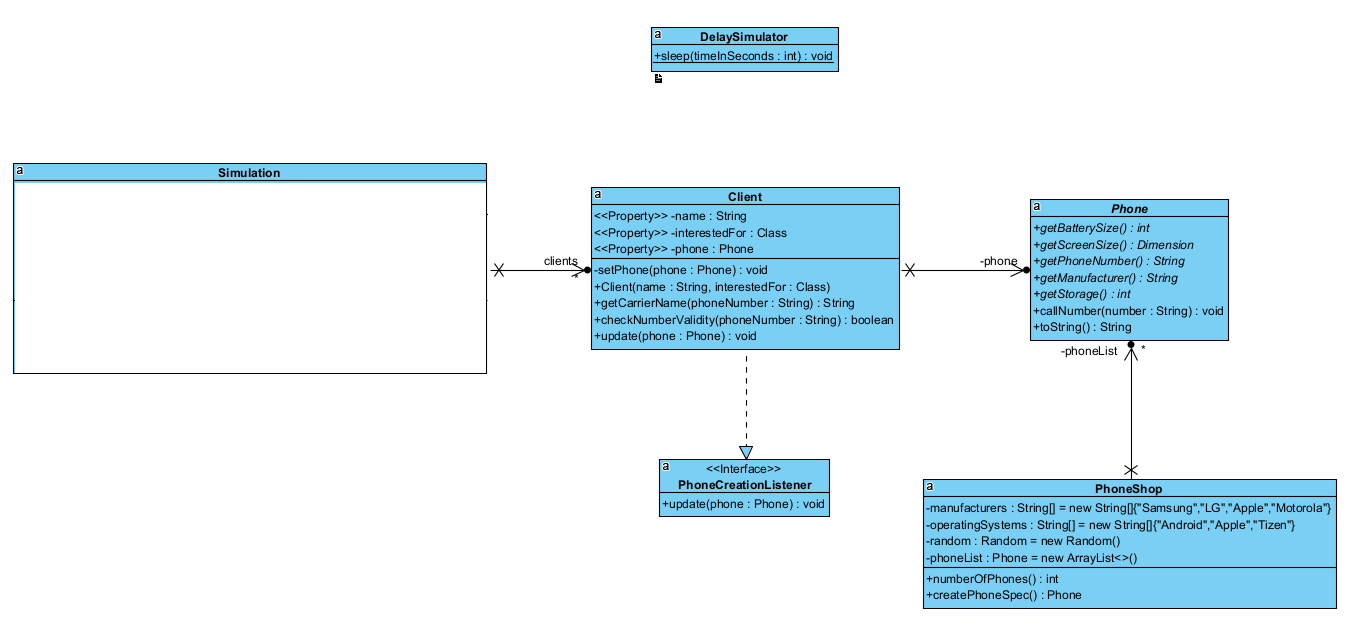 a
DelaySimulator
+sleep(timeInSeconds : int) : void
a
Simulation
a
Client
<<Property>> -name : String
<<Property>> -interestedFor : Class
<<Property>> -phone : Phone
-setPhone(phone : Phone) : void
+Client(name : String, interestedFor : Class)
+getCarrierName(phoneNumber : String) : String
+checkNumberValidity(phoneNumber : String) : boolean
+update(phone : Phone) : void
clients
*
-phone
a
Phone
+getBatterySize() : int
+getScreenSize() : Dimension
+getPhoneNumber() : String
+getManufacturer() : String
+getStorage() : int
+callNumber(number : String) : void
+toString() : String
-phoneList
*
a
<<Interface>>
PhoneCreationListener
+update(phone : Phone) : void
a
PhoneShop
-manufacturers : String[] = new String[]{"Samsung","LG","Apple","Motorola"}
-operatingSystems : String[] = new String[]{"Android","Apple","Tizen"}
-random : Random = new Random()
-phoneList : Phone = new ArrayList<>()
+numberOfPhones() : int
+createPhoneSpec() : Phone